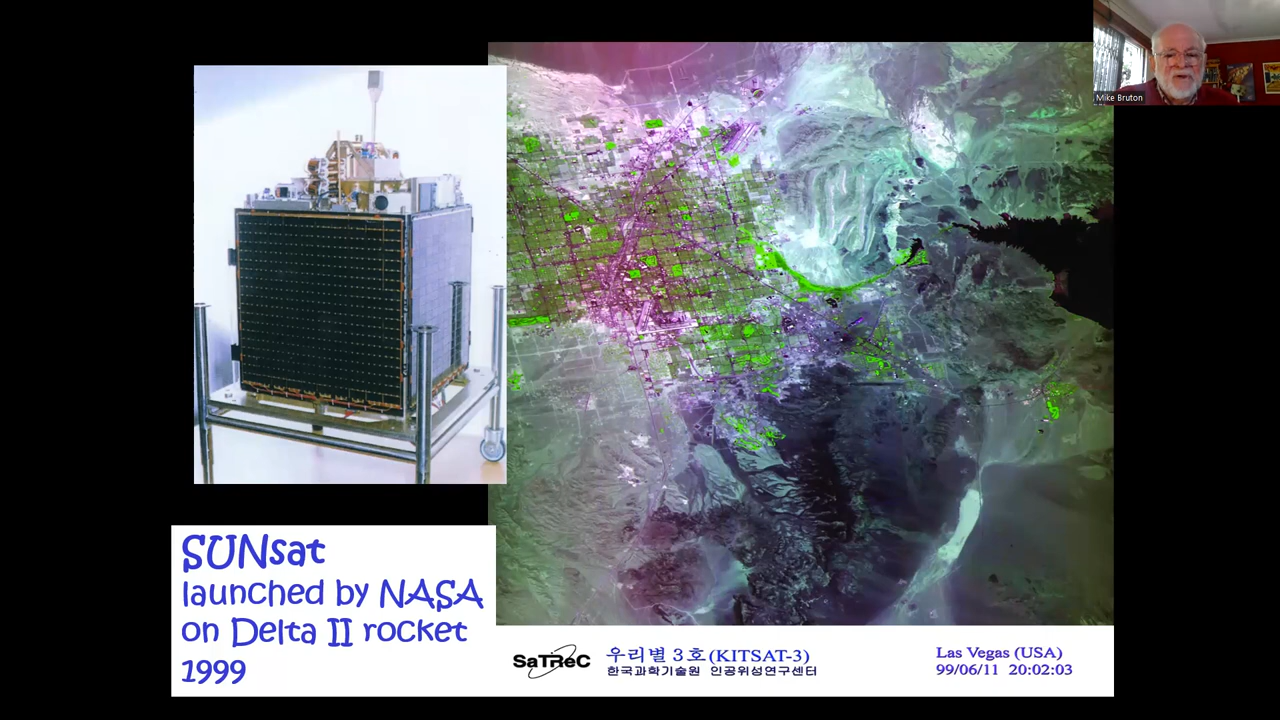 Mike Bruton
SUNsat
launched by NASA
on Delta II rocket
1999
SaTReC
우리별 3호(KITSAT-3)
한국과학기술원 인공위성연구센터
Las Vegas (USA)
99/06/11 20:02:03